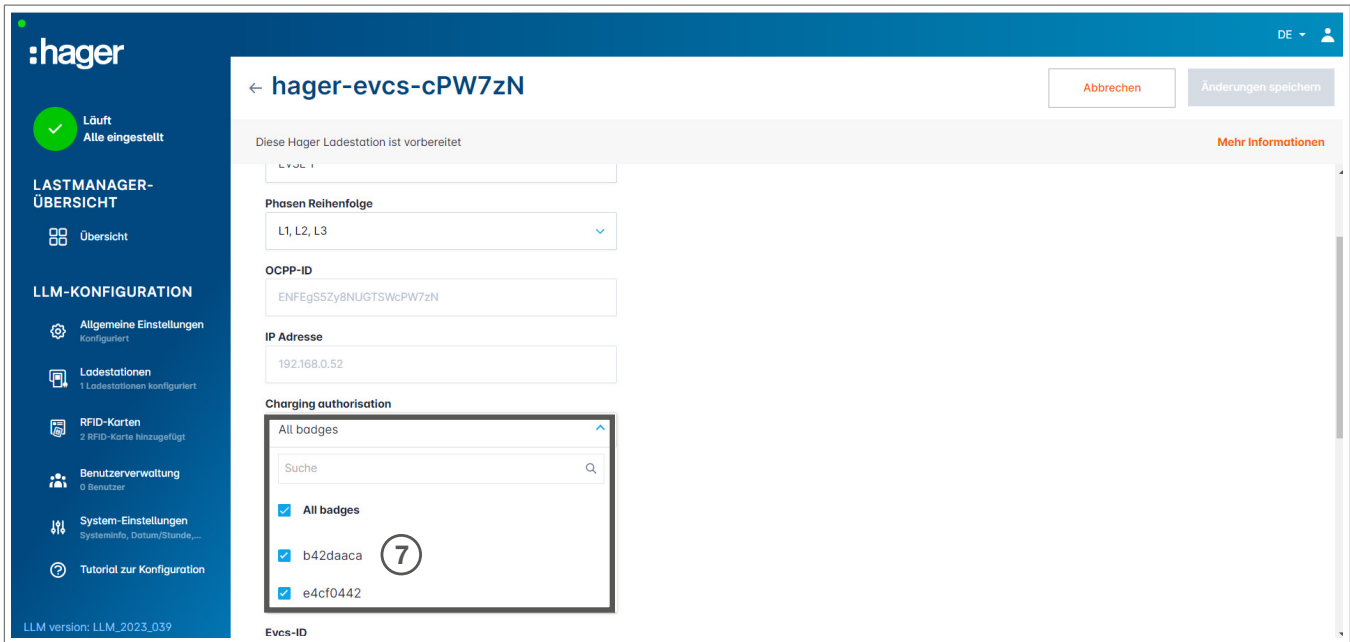 :hager
DE
Läuft
Alle eingestellt
LASTMANAGER-
ÜBERSICHT
Übersicht
LLM-KONFIGURATION
Allgemeine Einstellungen
Konfiguriert
Ladestationen
1 Ladestationen konfiguriert
RFID-Karten
2 RFID-Karte hinzugefügt
Benutzerverwaltung
0 Benutzer
System-Einstellungen
Systeminfo, Datum/Stunde,...
Tutorial zur Konfiguration
LLM version: LLM_2023_039
← hager-evcs-cPW7zN
Abbrechen
Änderungen speichern
Diese Hager Ladestation ist vorbereitet
Mehr Informationen
Phasen Reihenfolge
L1, L2, L3
OCPP-ID
ENFEgS5Zy8NUGTSWcPW7zN
IP Adresse
192.168.0.52
Charging authorisation
All badges
Suche
All badges
b42daaca
7
e4cf0442
Evcs-ID